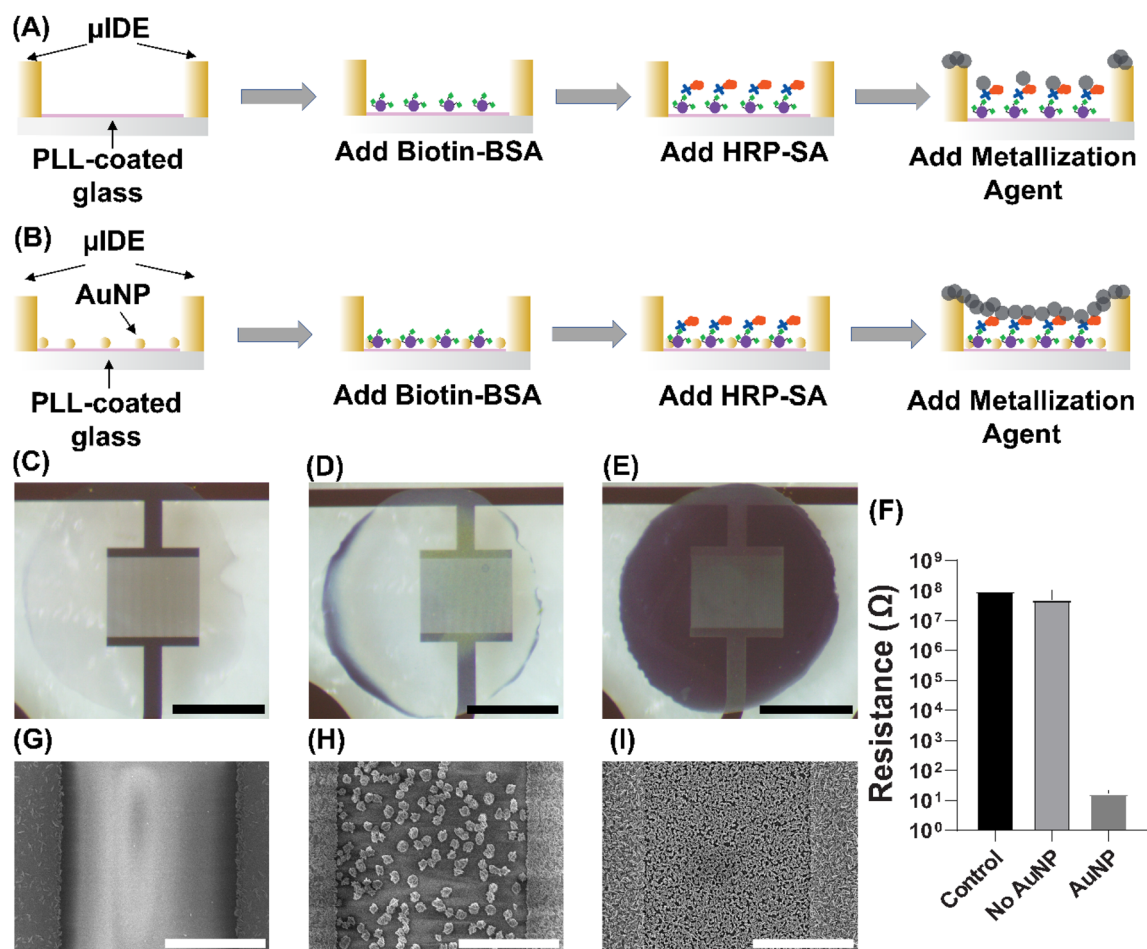 (A)
μIDE
PLL-coated
glass
Add Biotin-BSA
Add HRP-SA
Add Metallization
Agent
(B)
μIDE
AuNP
PLL-coated
glass
Add Biotin-BSA
Add HRP-SA
Add Metallization
Agent
(C)
(D)
(E)
(F)
Resistance (Ω)
10⁹
10⁸
10⁷
10⁶
10⁵
10⁴
10³
10²
10¹
10⁰
Control
No AuNP
AuNP
(G)
(H)
(I)